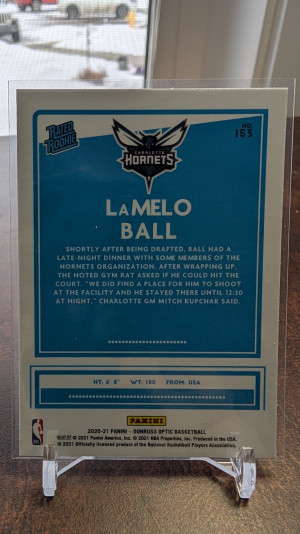 RATED
ROOKIE
CHARLOTTE
HORNETS
NO.
153
LaMELO
BALL
SHORTLY AFTER BEING DRAFTED, BALL HAD A
LATE-NIGHT DINNER WITH SOME MEMBERS OF THE
HORNETS ORGANIZATION. AFTER WRAPPING UP,
THE NOTED GYM RAT ASKED IF HE COULD HIT THE
COURT. "WE DID FIND A PLACE FOR HIM TO SHOOT
AT THE FACILITY AND HE STAYED THERE UNTIL 12:30
AT NIGHT," CHARLOTTE GM MITCH KUPCHAK SAID.
HT: 6' 8" WT: 180 FROM: USA
PANINI
2020-21 PANINI - DONRUSS OPTIC BASKETBALL
© 2021 Panini America, Inc. © 2021 NBA Properties, Inc. Produced in the USA.
© 2021 Officially licensed product of the National Basketball Players Association.